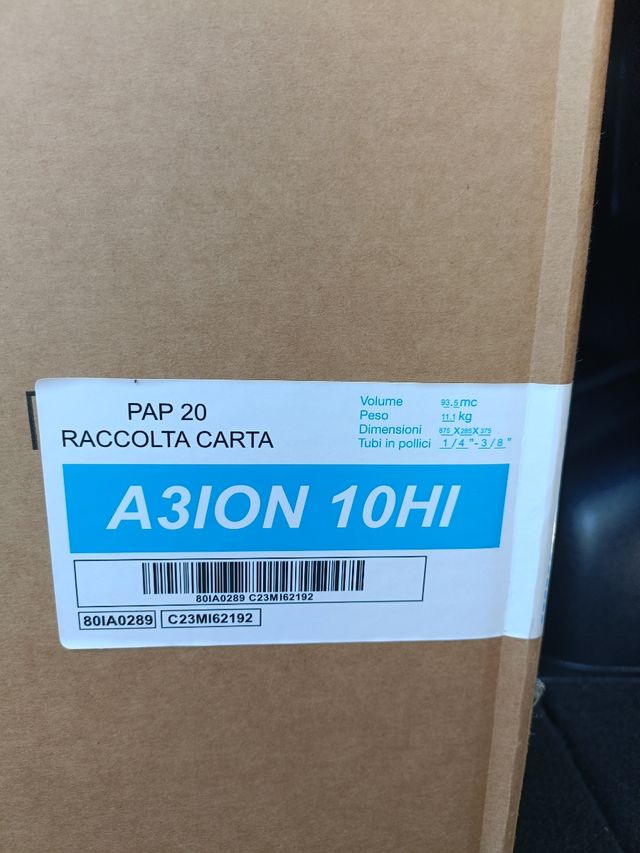 PAP 20
RACCOLTA CARTA
Volume 93.5 mc
Peso 11.1 kg
Dimensioni 875 X 285 X 375
Tubi in pollici 1/4"-3/8"
A3ION 10HI
80IA0289 C23MI62192
80IA0289 C23MI62192